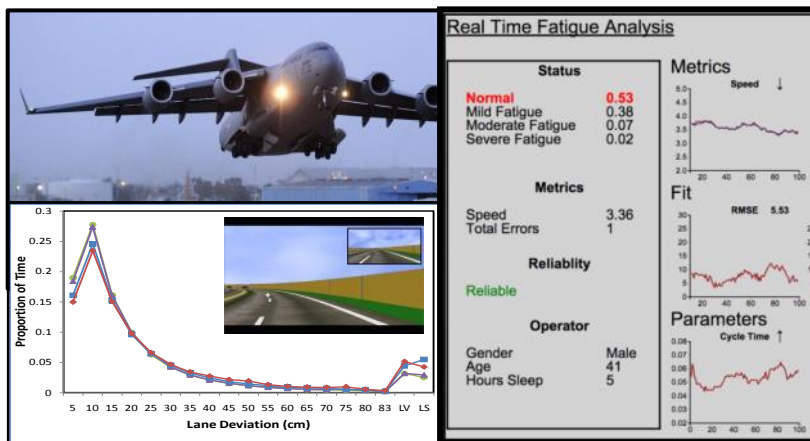 Real Time Fatigue Analysis
Status
Normal 0.53
Mild Fatigue 0.38
Moderate Fatigue 0.07
Severe Fatigue 0.02
Metrics
Speed 3.36
Total Errors 1
Reliablity
Reliable
Operator
Gender Male
Age 41
Hours Sleep 5
Metrics
Speed ↓
5.0
4.5
4.0
3.5
3.0
2.5
2.0
20 40 60 80 100
Fit
RMSE 5.53
30
25
20
15
10
5
0
20 40 60 80 100
Parameters
Cycle Time ↑
0.08
0.07
0.06
0.05
0.04
0.03
0.02
0 20 40 60 80 100
Proportion of Time
0.3
0.25
0.2
0.15
0.1
0.05
0
5 10 15 20 25 30 35 40 45 50 55 60 65 70 75 80 83 LV LS
Lane Deviation (cm)